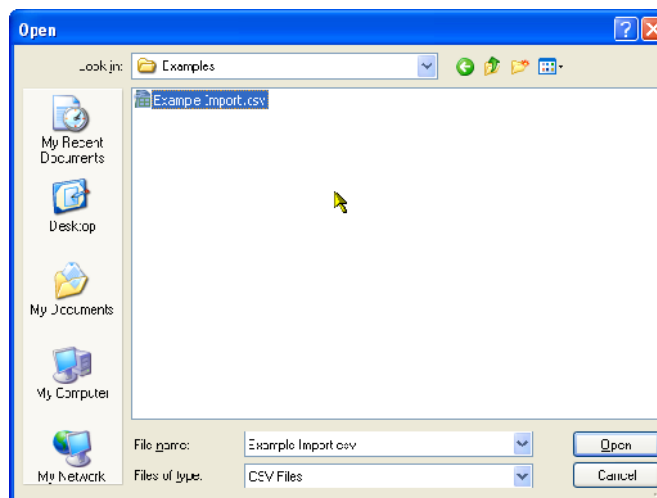 Open
Look in:
Examples
Example Import.csv
My Recent
Documents
Desktop
My Documents
My Computer
My Network
File name:
Example Import.csv
Open
Files of type:
CSV Files
Cancel